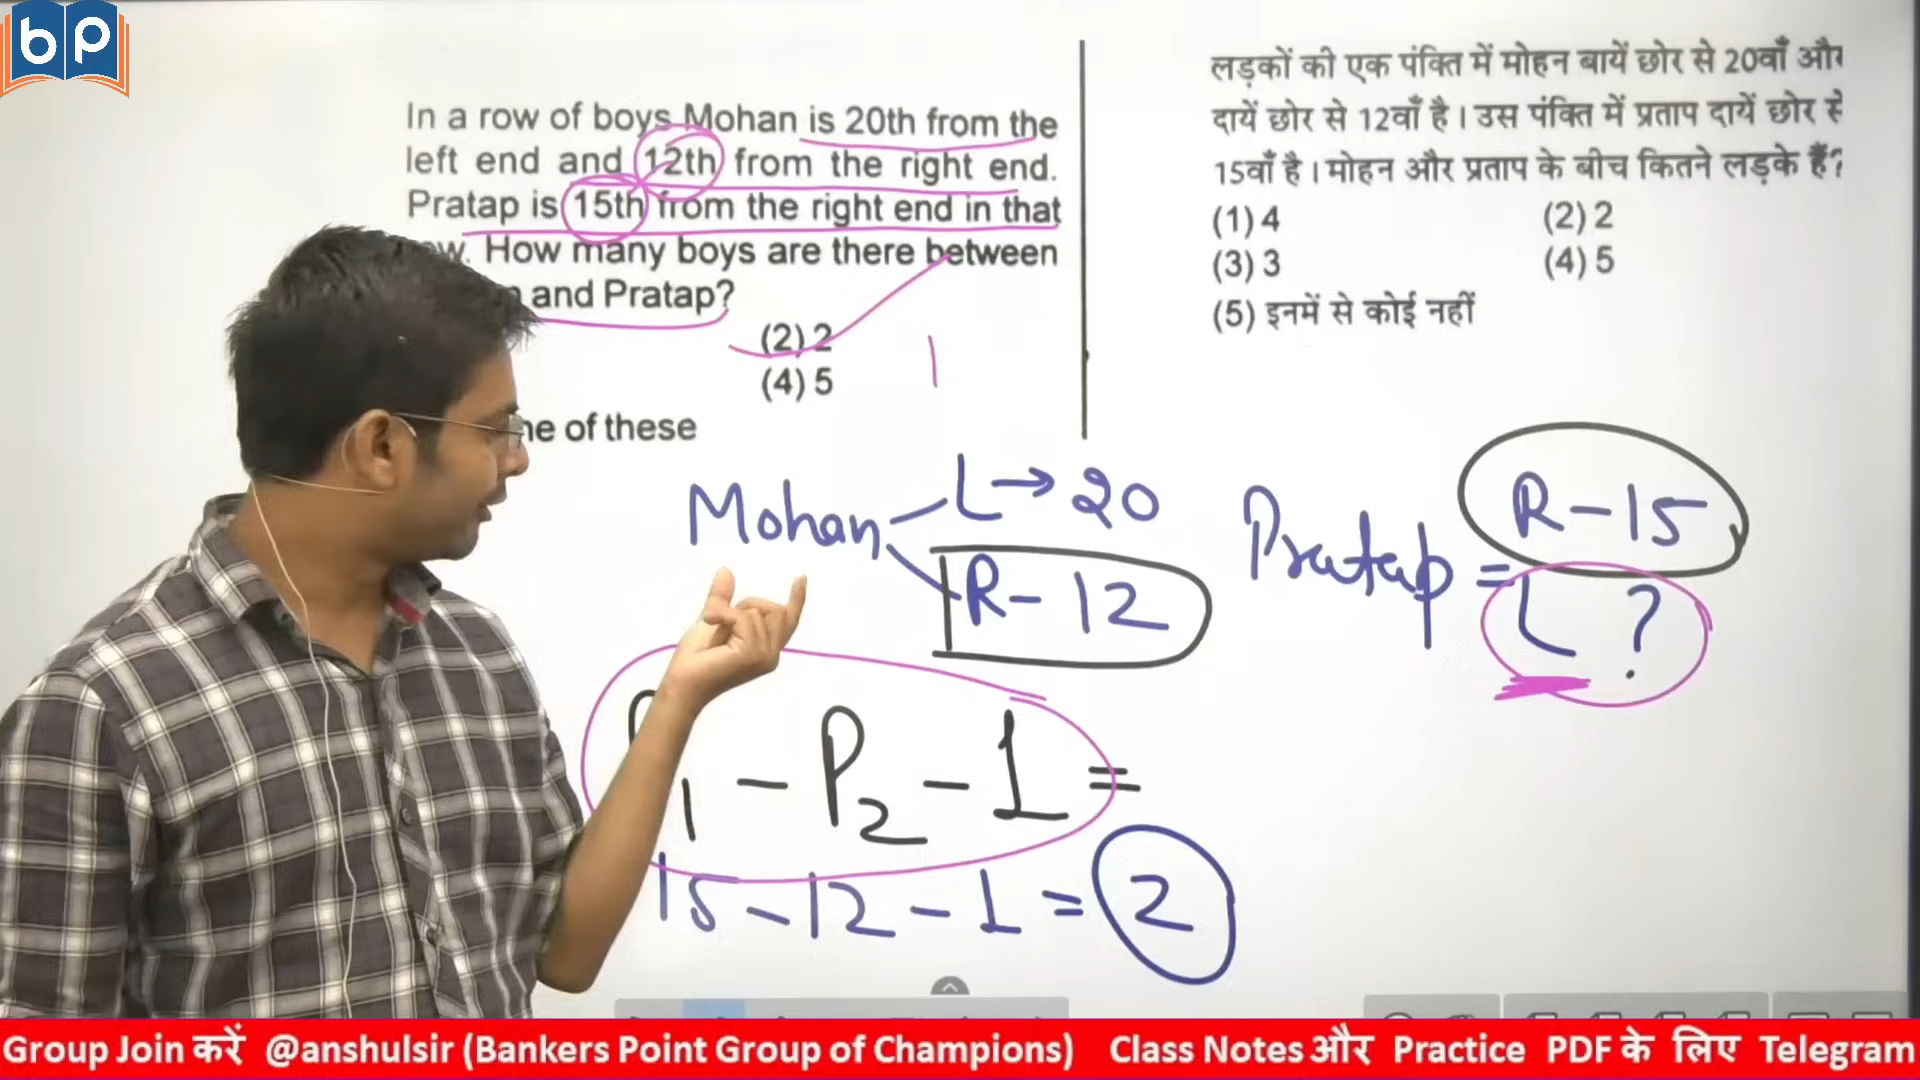 bp
In a row of boys Mohan is 20th from the
left end and 12th from the right end.
Pratap is 15th from the right end in that
How many boys are there between
and Pratap?
(2) 2
(4) 5
of these
लड़कों की एक पंक्ति में मोहन बायें छोर से 20वाँ और
दायें छोर से 12वाँ है। उस पंक्ति में प्रताप दायें छोर से
15वाँ है। मोहन और प्रताप के बीच कितने लड़के हैं?
(1) 4 (2) 2
(3) 3 (4) 5
(5) इनमें से कोई नहीं
Mohan L → 20
R - 12
Pratap = R - 15
L ?
1 - P2 - 1 =
15 - 12 - 1 = 2
Group Join करें @anshulsir (Bankers Point Group of Champions) Class Notes और Practice PDF के लिए Telegram